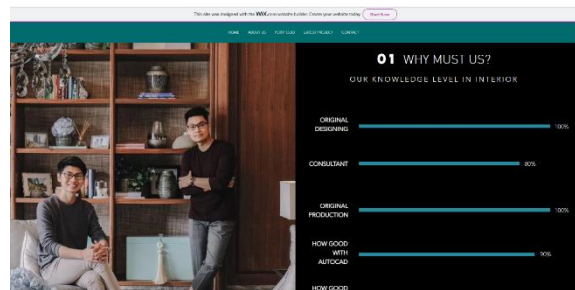 This site was designed with the WiX.com website builder. Create your website today. Start Now
HOME ABOUT US PORTFOLIO LATEST PROJECT CONTACT
01 WHY MUST US?
OUR KNOWLEDGE LEVEL IN INTERIOR
ORIGINAL
DESIGNING
100%
CONSULTANT
80%
ORIGINAL
PRODUCTION
100%
HOW GOOD
WITH
AUTOCAD
90%
HOW GOOD